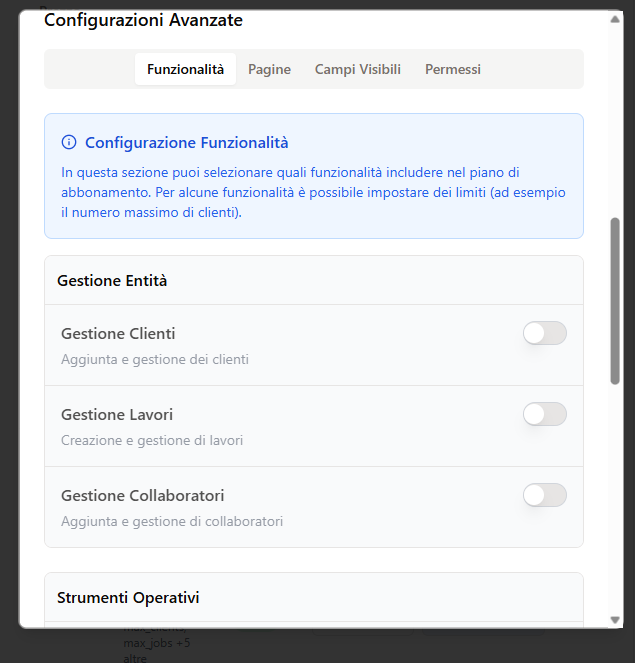 Configurazioni Avanzate
Funzionalità Pagine Campi Visibili Permessi
Configurazione Funzionalità
In questa sezione puoi selezionare quali funzionalità includere nel piano di
abbonamento. Per alcune funzionalità è possibile impostare dei limiti (ad esempio
il numero massimo di clienti).
Gestione Entità
Gestione Clienti
Aggiunta e gestione dei clienti
Gestione Lavori
Creazione e gestione di lavori
Gestione Collaboratori
Aggiunta e gestione di collaboratori
Strumenti Operativi
max_clients,
max_jobs +5
altre